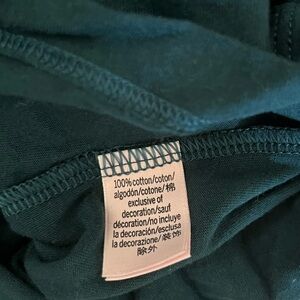 100%cotton/coton/
algodón/cotone/棉
exclusive of
decoration/sauf
décoration/no incluye
la decoración/esclusa
la decorazione/装饰
除外